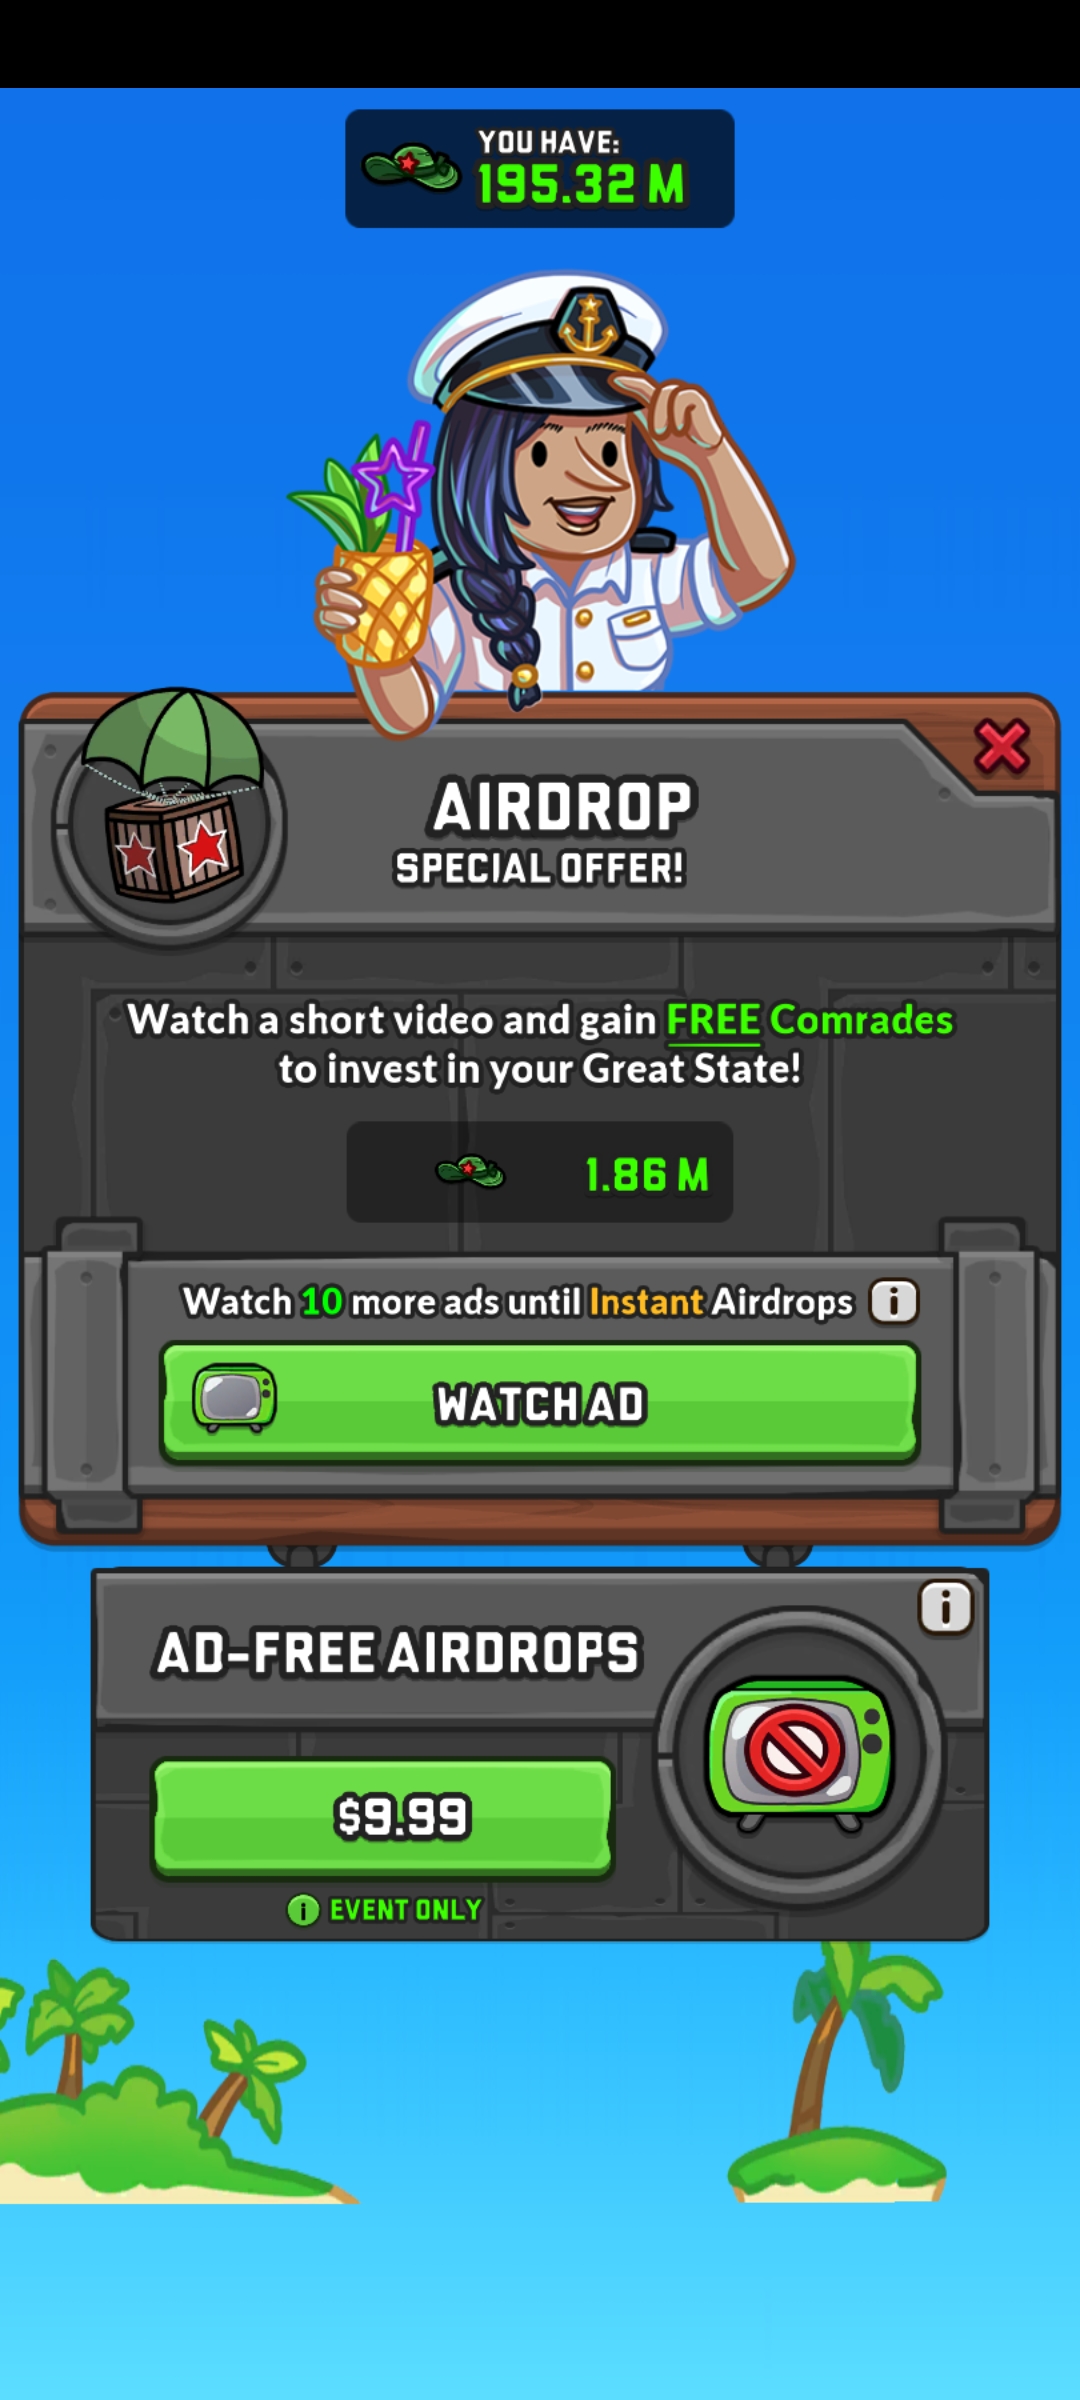 YOU HAVE:
195.32 M
AIRDROP
SPECIAL OFFER!
Watch a short video and gain FREE Comrades
to invest in your Great State!
1.86 M
Watch 10 more ads until Instant Airdrops
WATCH AD
AD-FREE AIRDROPS
$9.99
EVENT ONLY